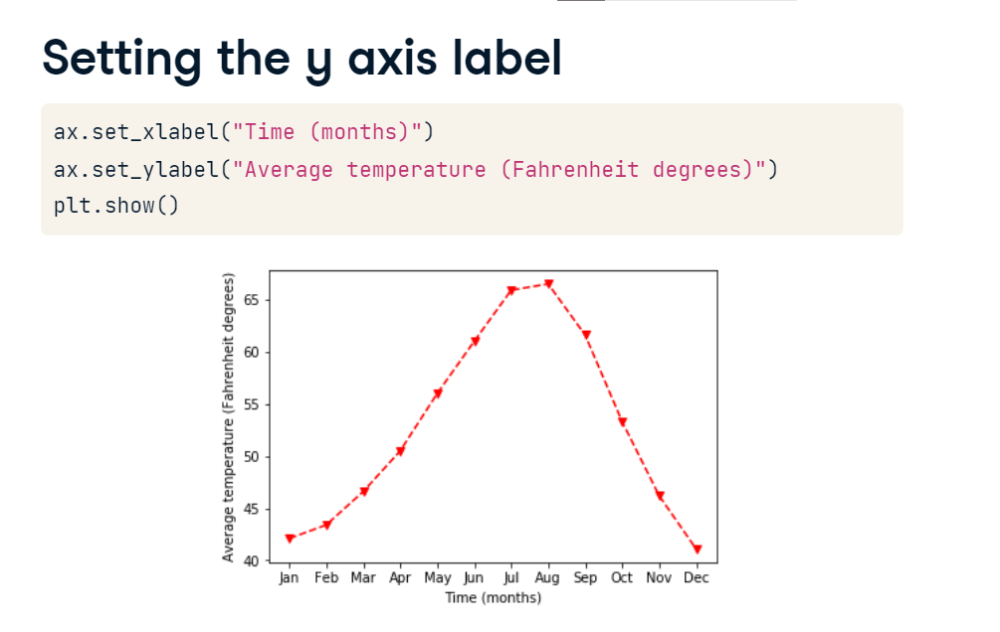 Setting the y axis label
ax.set_xlabel("Time (months)")
ax.set_ylabel("Average temperature (Fahrenheit degrees)")
plt.show()
Average temperature (Fahrenheit degrees)
65
60
55
50
45
40
Jan Feb Mar Apr May Jun Jul Aug Sep Oct Nov Dec
Time (months)